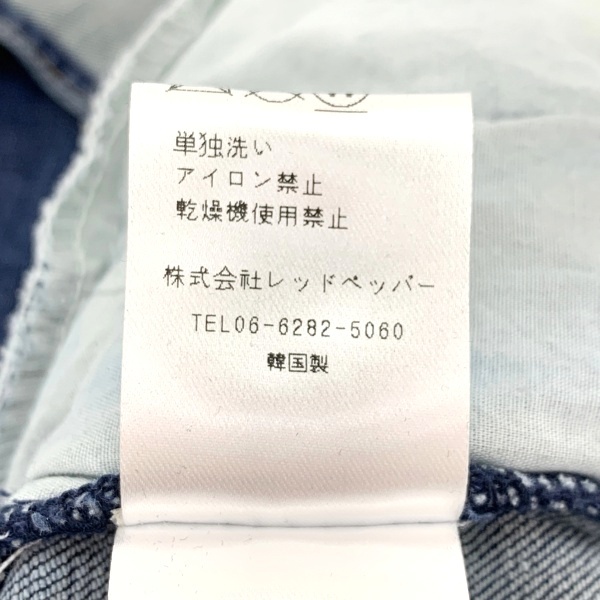 単独洗い
アイロン禁止
乾燥機使用禁止
株式会社レッドペッパー
TEL06-6282-5060
韓国製